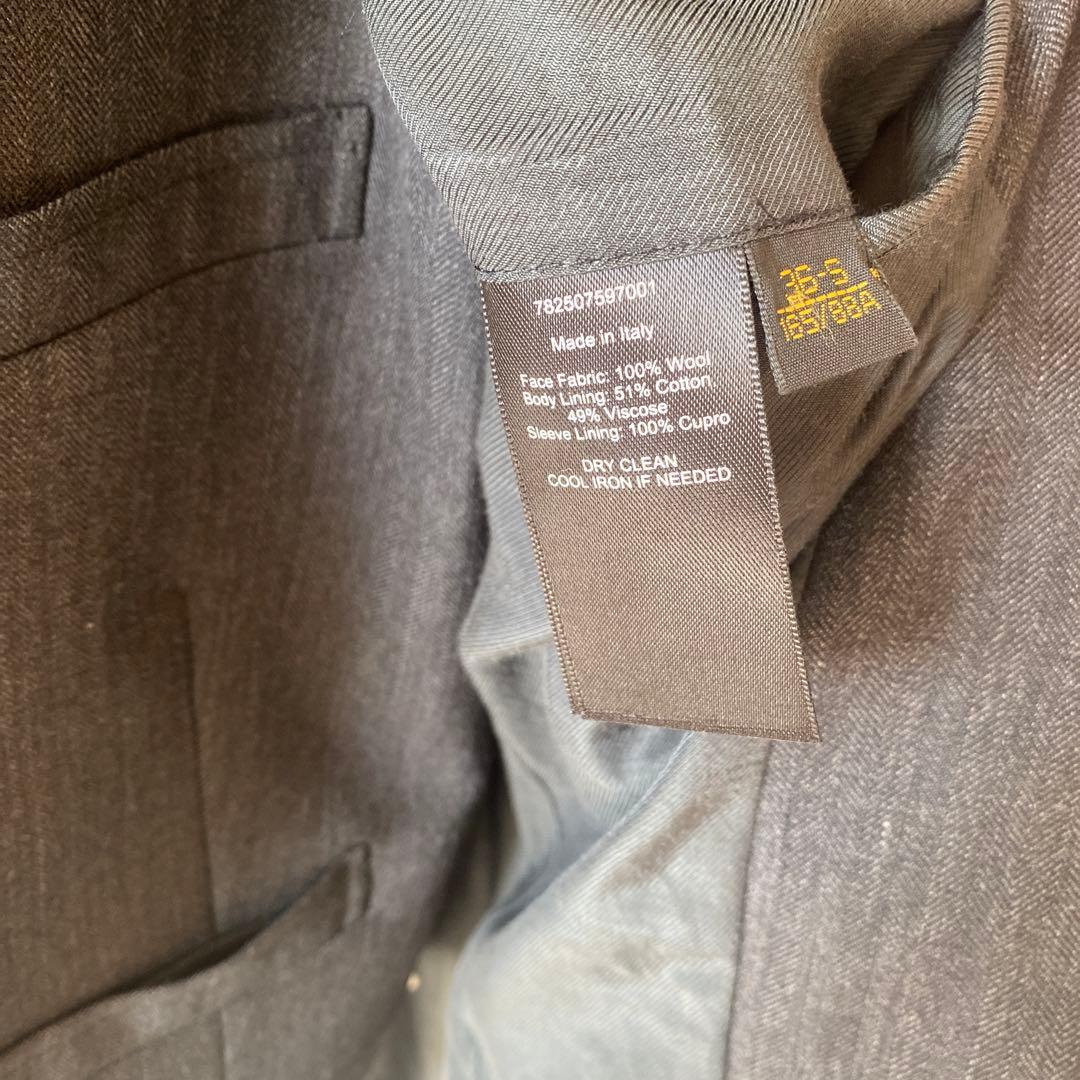 782507597001
Made in Italy
Face Fabric: 100% Wool
Body Lining: 51% Cotton,
49% Viscose
Sleeve Lining: 100% Cupro
DRY CLEAN
COOL IRON IF NEEDED
36-S